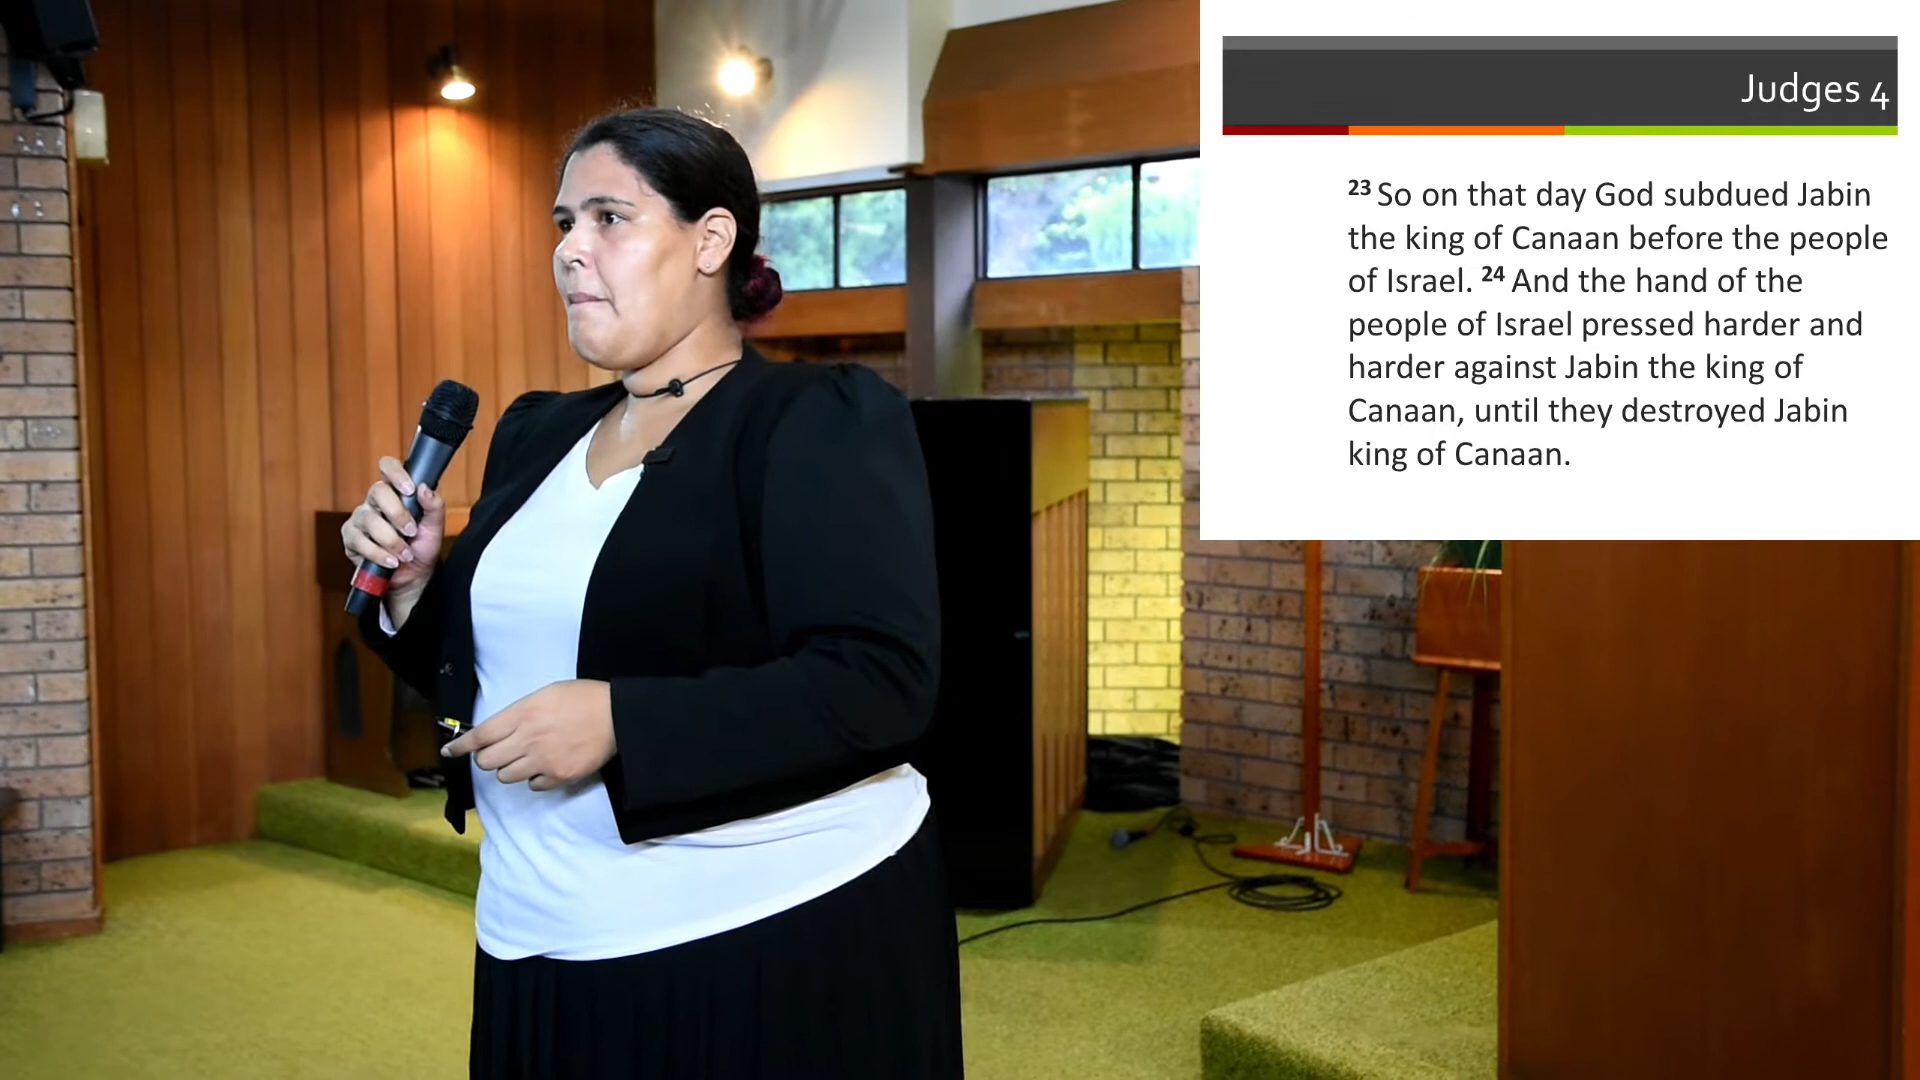 Judges 4
23 So on that day God subdued Jabin
the king of Canaan before the people
of Israel. 24 And the hand of the
people of Israel pressed harder and
harder against Jabin the king of
Canaan, until they destroyed Jabin
king of Canaan.